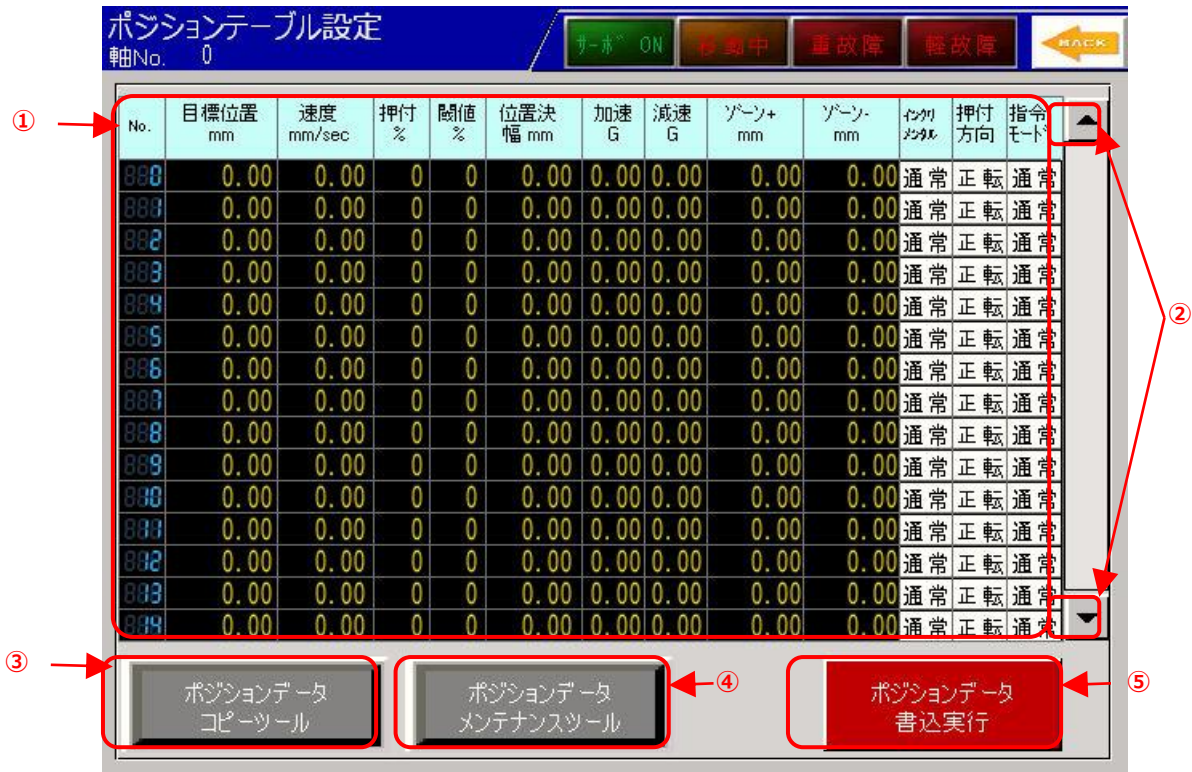 ポジションテーブル設定
軸No. 0
サーボ ON 移動中 重故障 軽故障 BACK
①
No. 目標位置 mm 速度 mm/sec 押付 % 閾値 % 位置決幅 mm 加速 G 減速 G ゾーン+ mm ゾーン- mm インクリメンタル 押付方向 指令モード
0 0.00 0.00 0 0 0.00 0.00 0.00 0.00 0.00 通常 正転 通常
1 0.00 0.00 0 0 0.00 0.00 0.00 0.00 0.00 通常 正転 通常
2 0.00 0.00 0 0 0.00 0.00 0.00 0.00 0.00 通常 正転 通常
3 0.00 0.00 0 0 0.00 0.00 0.00 0.00 0.00 通常 正転 通常
4 0.00 0.00 0 0 0.00 0.00 0.00 0.00 0.00 通常 正転 通常
②
5 0.00 0.00 0 0 0.00 0.00 0.00 0.00 0.00 通常 正転 通常
6 0.00 0.00 0 0 0.00 0.00 0.00 0.00 0.00 通常 正転 通常
7 0.00 0.00 0 0 0.00 0.00 0.00 0.00 0.00 通常 正転 通常
8 0.00 0.00 0 0 0.00 0.00 0.00 0.00 0.00 通常 正転 通常
9 0.00 0.00 0 0 0.00 0.00 0.00 0.00 0.00 通常 正転 通常
10 0.00 0.00 0 0 0.00 0.00 0.00 0.00 0.00 通常 正転 通常
11 0.00 0.00 0 0 0.00 0.00 0.00 0.00 0.00 通常 正転 通常
12 0.00 0.00 0 0 0.00 0.00 0.00 0.00 0.00 通常 正転 通常
13 0.00 0.00 0 0 0.00 0.00 0.00 0.00 0.00 通常 正転 通常
14 0.00 0.00 0 0 0.00 0.00 0.00 0.00 0.00 通常 正転 通常
③
ポジションデータ
コピーツール
④
ポジションデータ
メンテナンスツール
⑤
ポジションデータ
書込実行